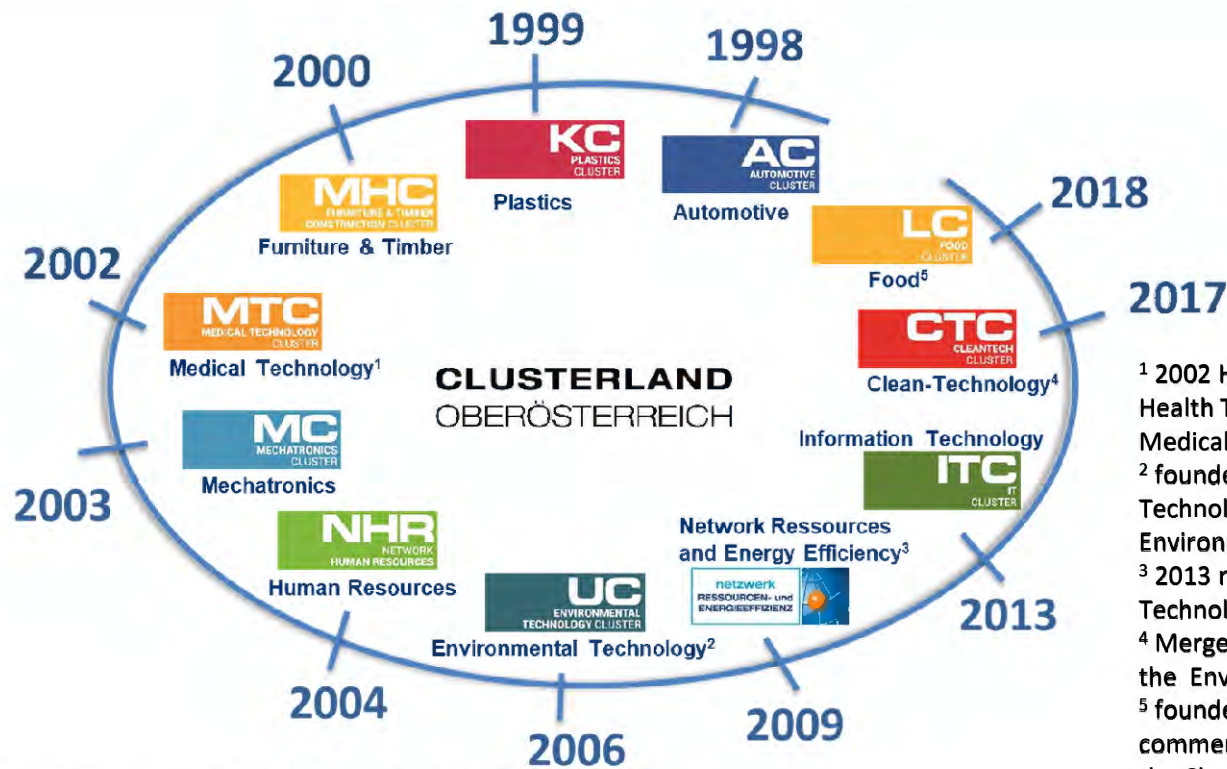 1999
1998
2000
2018
2002
2017
2003
2013
2004
2009
2006
KC
PLASTICS
CLUSTER
Plastics
AC
AUTOMOTIVE
CLUSTER
Automotive
MHC
FURNITURE & TIMBER
CONSTRUCTION CLUSTER
Furniture & Timber
LC
FOOD
CLUSTER
Food⁵
MTC
MEDICAL TECHNOLOGY
CLUSTER
Medical Technology¹
CTC
CLEANTECH
CLUSTER
Clean-Technology⁴
CLUSTERLAND
OBERÖSTERREICH
MC
MECHATRONICS
CLUSTER
Mechatronics
Information Technology
ITC
IT
CLUSTER
NHR
NETWORK
HUMAN RESOURCES
Human Resources
UC
ENVIRONMENTAL
TECHNOLOGY CLUSTER
Environmental Technology²
Network Ressources
and Energy Efficiency³
netzwerk
RESSOURCEN- und
ENERGIEEFFIZIENZ
¹ 2002 H
Health T
Medical
² founde
Technol
Environ
³ 2013 r
Technol
⁴ Merge
the Env
⁵ founde
comme